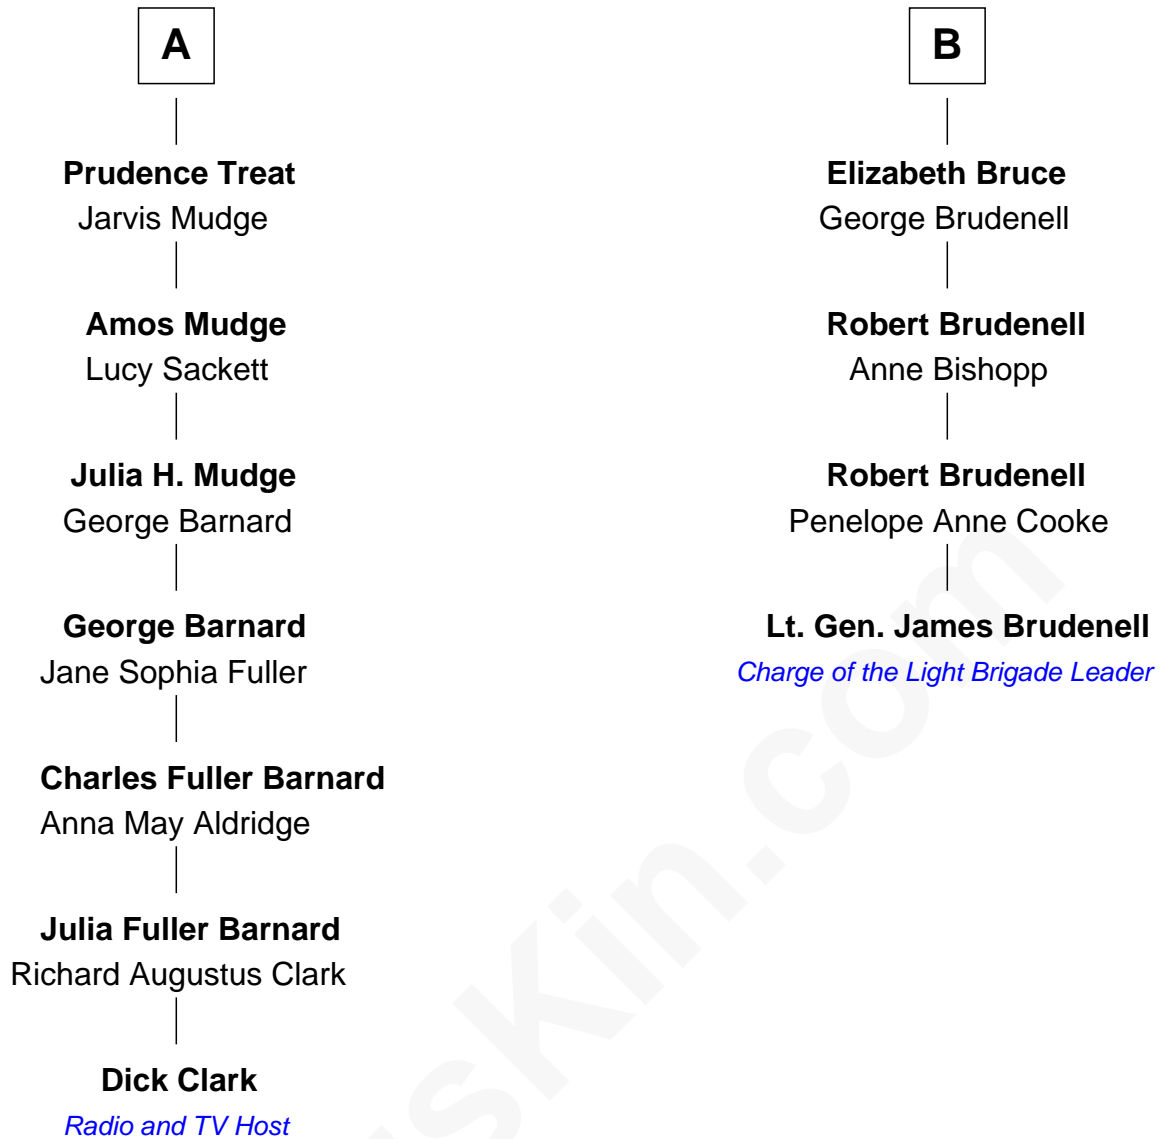 A
Prudence Treat
Jarvis Mudge
Amos Mudge
Lucy Sackett
Julia H. Mudge
George Barnard
George Barnard
Jane Sophia Fuller
Charles Fuller Barnard
Anna May Aldridge
Julia Fuller Barnard
Richard Augustus Clark
Dick Clark
Radio and TV Host
B
Elizabeth Bruce
George Brudenell
Robert Brudenell
Anne Bishopp
Robert Brudenell
Penelope Anne Cooke
Lt. Gen. James Brudenell
Charge of the Light Brigade Leader
sKin.com